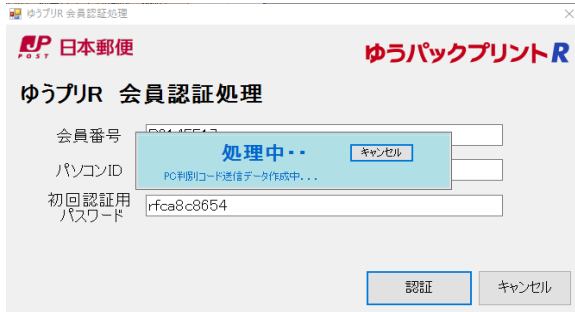 ゆうプリR 会員認証処理
JP POST 日本郵便
ゆうパックプリントR
ゆうプリR 会員認証処理
会員番号
処理中・・ キャンセル
パソコンID
PC判別コード送信データ作成中...
初回認証用
パスワード
rfca8c8654
認証 キャンセル